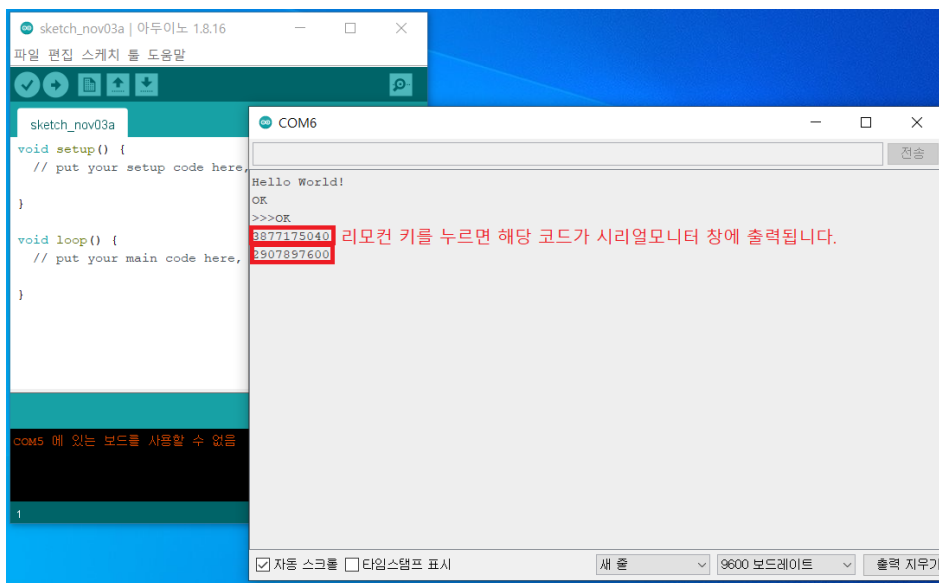 sketch_nov03a | 아두이노 1.8.16
파일 편집 스케치 툴 도움말
sketch_nov03a
void setup() {
// put your setup code here,
}
void loop() {
// put your main code here,
}
COM5 에 있는 보드를 사용할 수 없음
1
COM6
전송
Hello World!
OK
>>>OK
3877175040 리모컨 키를 누르면 해당 코드가 시리얼모니터 창에 출력됩니다.
2907897600
자동 스크롤 타임스탬프 표시 새 줄 9600 보드레이트 출력 지우기